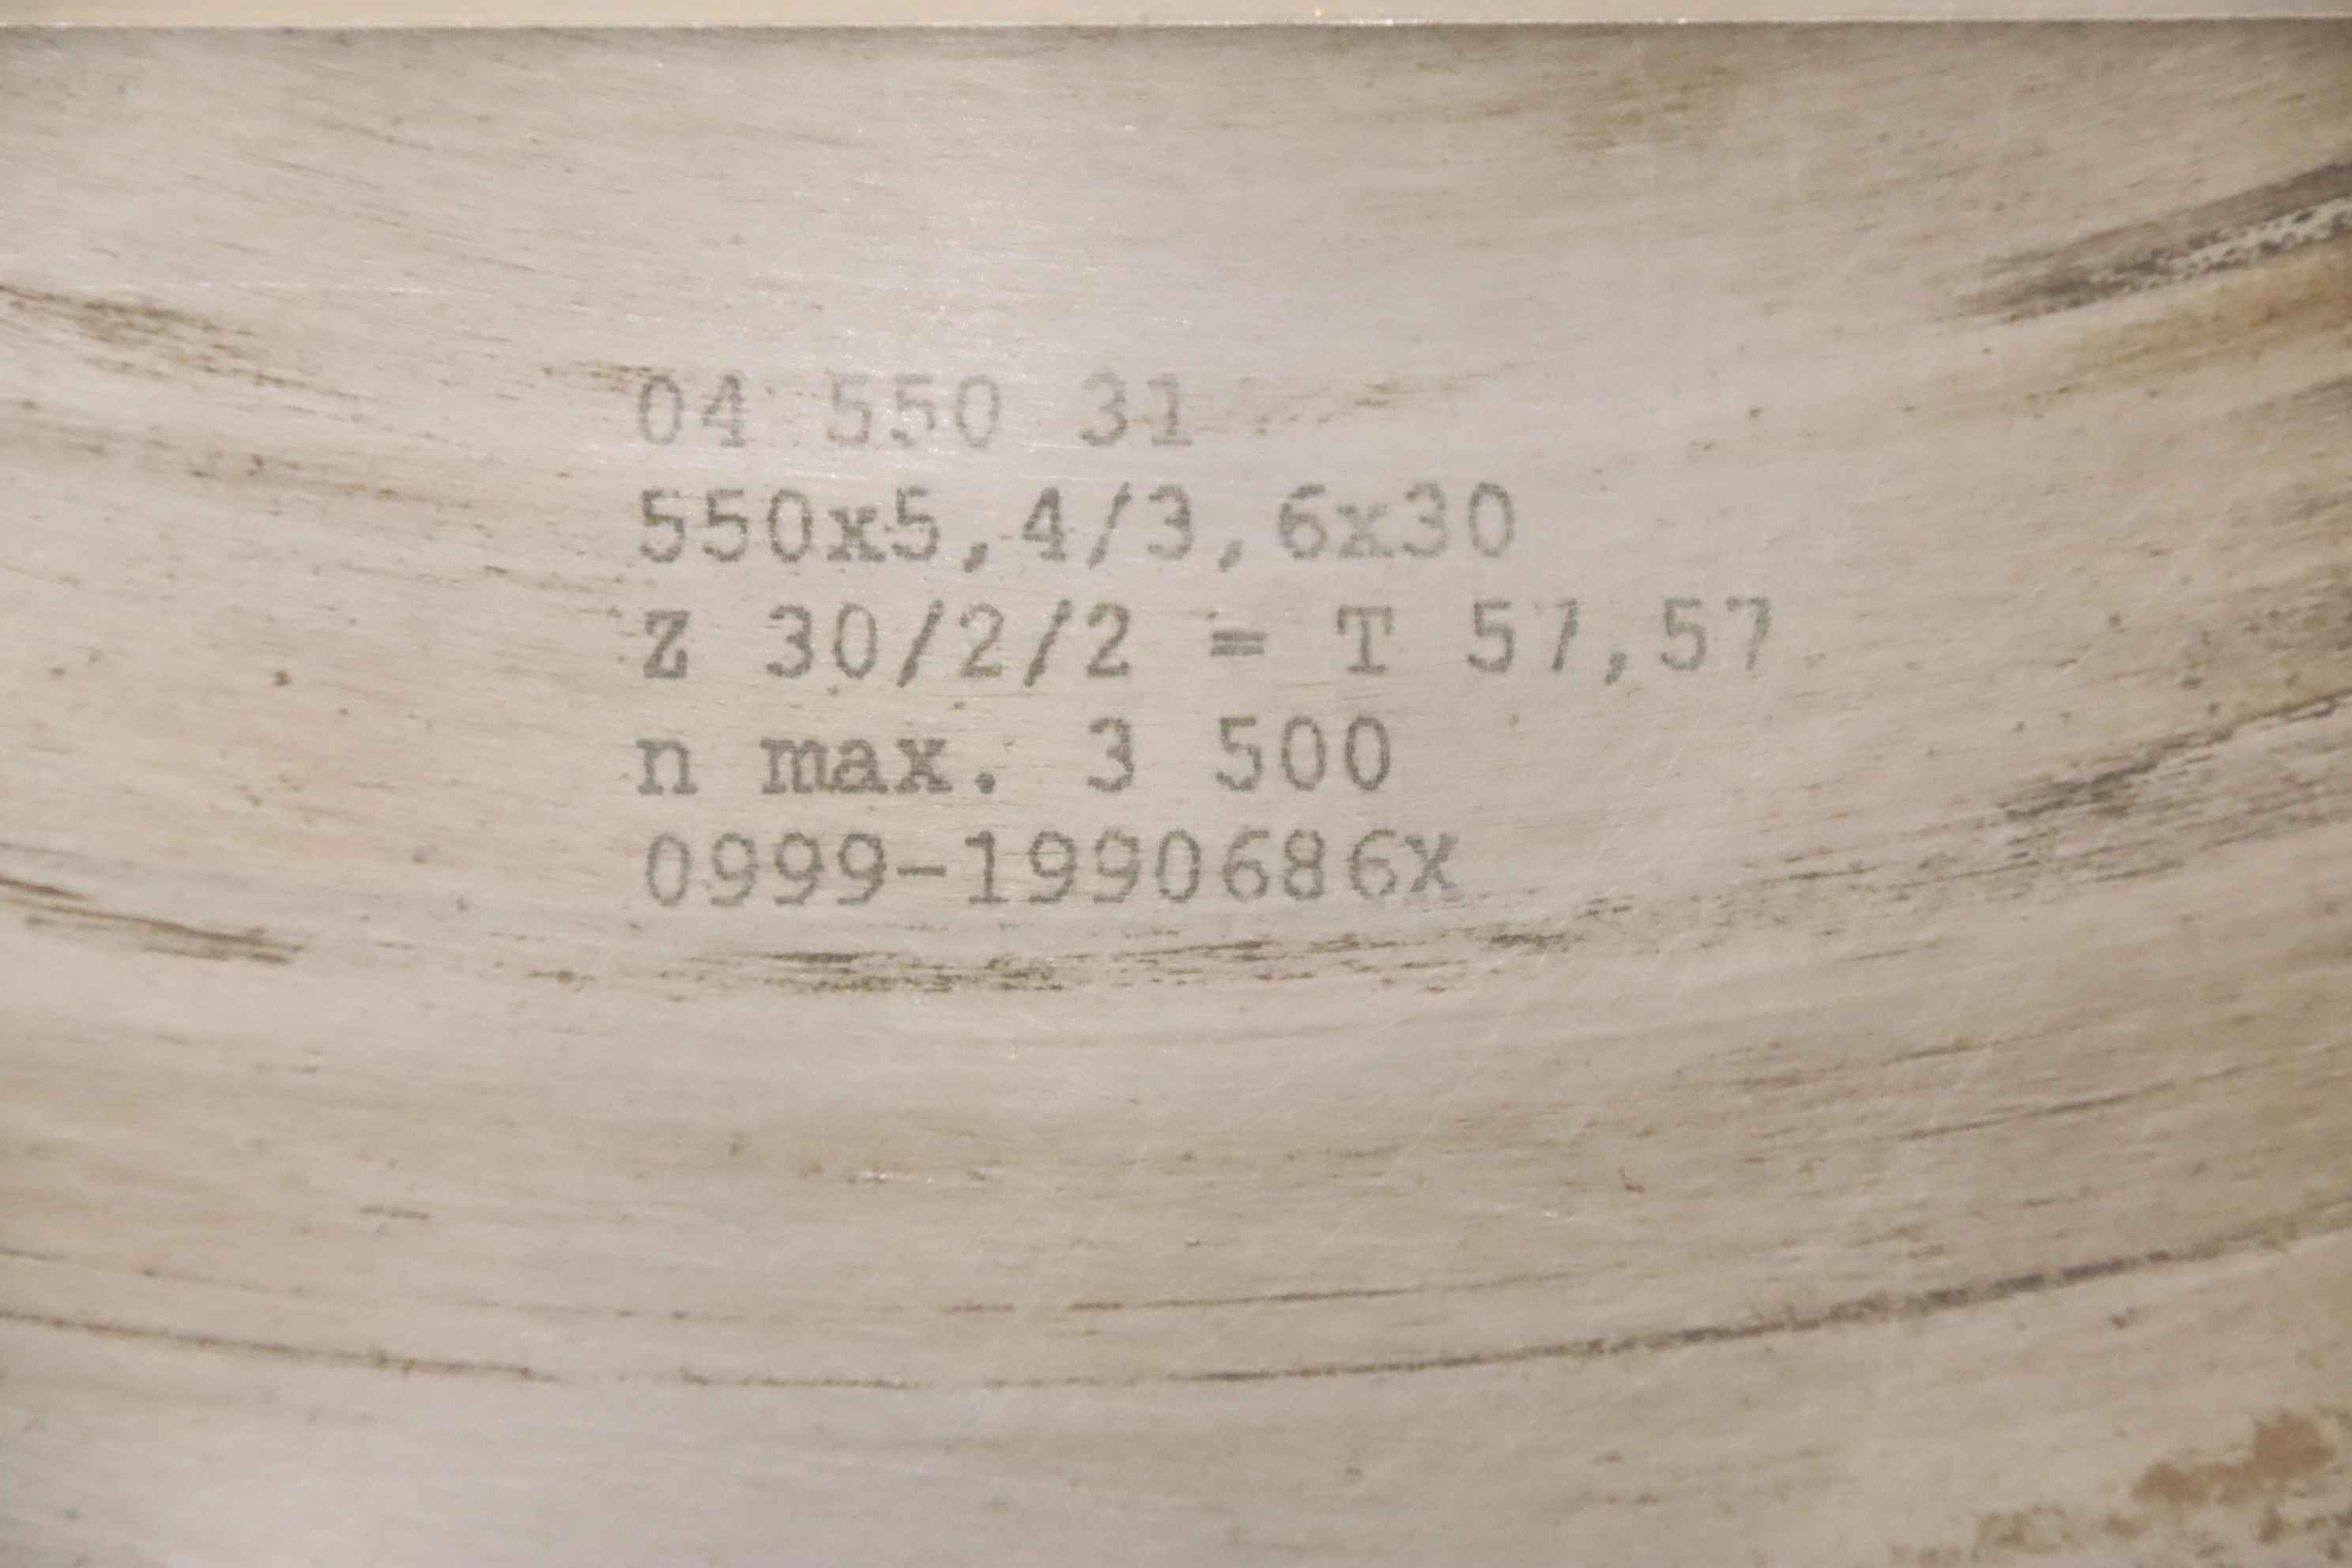 04 550 31
550x5,4/3,6x30
Z 30/2/2 = T 57,57
n max. 3 500
0999-1990686X